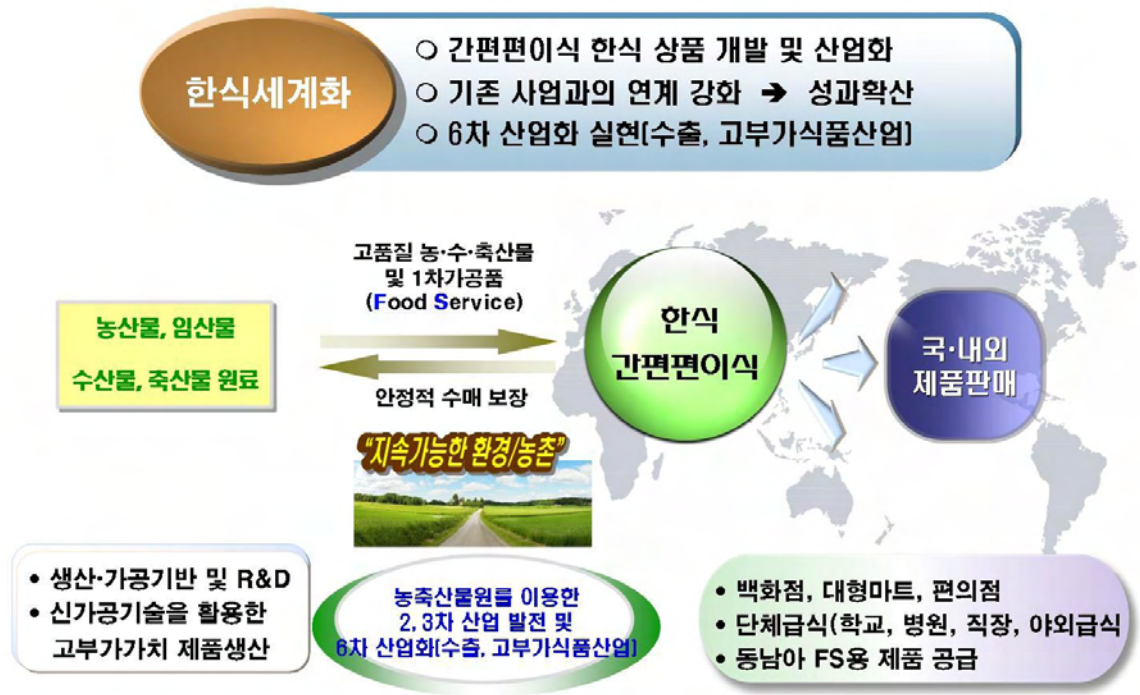 한식세계화
○ 간편편이식 한식 상품 개발 및 산업화
○ 기존 사업과의 연계 강화 ➔ 성과확산
○ 6차 산업화 실현(수출, 고부가식품산업)
고품질 농·수·축산물
및 1차가공품
(Food Service)
농산물, 임산물
수산물, 축산물 원료
안정적 수매 보장
한식
간편편이식
국·내외
제품판매
“지속가능한 환경/농촌”
• 생산·가공기반 및 R&D
• 신가공기술을 활용한
고부가가치 제품생산
농축산물원를 이용한
2, 3차 산업 발전 및
6차 산업화(수출, 고부가식품산업)
• 백화점, 대형마트, 편의점
• 단체급식(학교, 병원, 직장, 야외급식
• 동남아 FS용 제품 공급